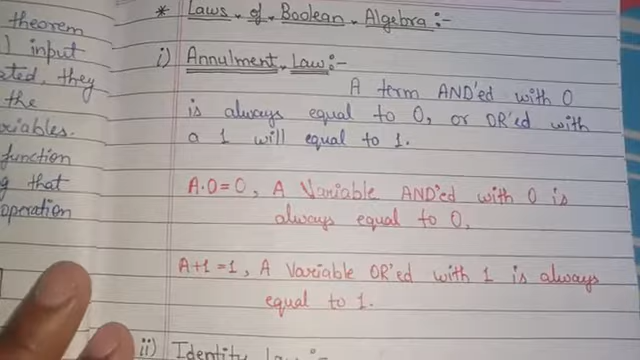 theorem
) input
ated, they
the
riables.
function
g that
operation
* Laws of Boolean Algebra :-
i) Annulment Law :-
A term AND'ed with 0
is always equal to 0, or OR'ed with
a 1 will equal to 1.
A.0=0, A Variable AND'ed with 0 is
always equal to 0.
A+1=1, A Variable OR'ed with 1 is always
equal to 1.
ii) Identity Law :-